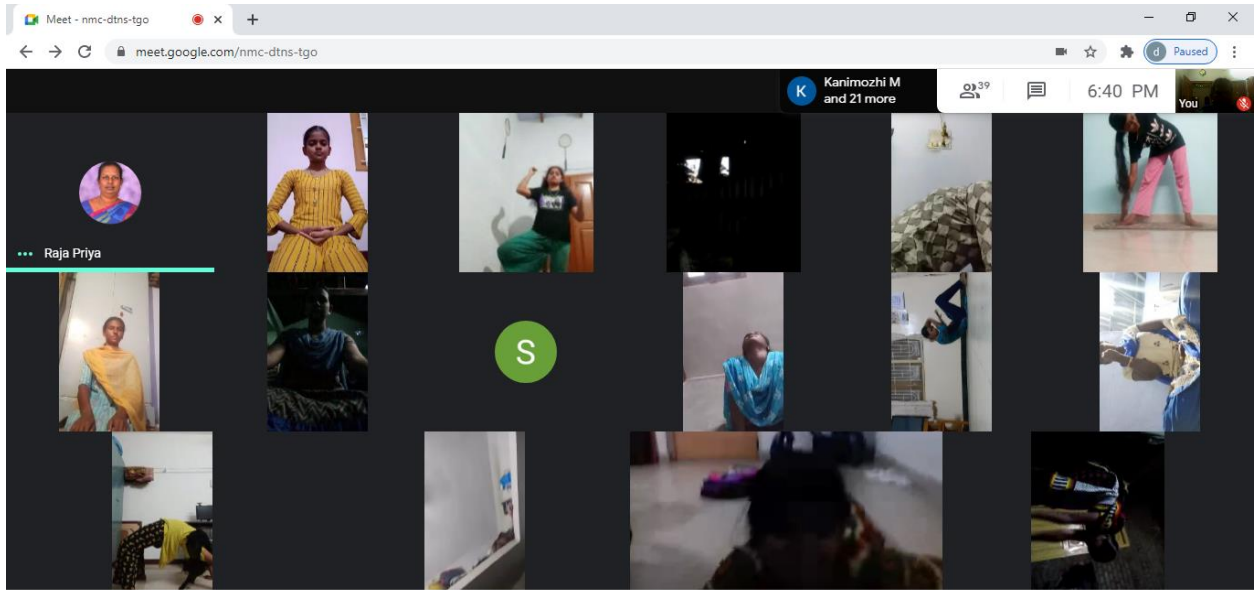 Meet - nmc-dtns-tgo
meet.google.com/nmc-dtns-tgo
d Paused
K
Kanimozhi M
and 21 more
39
6:40 PM
You
Raja Priya
S